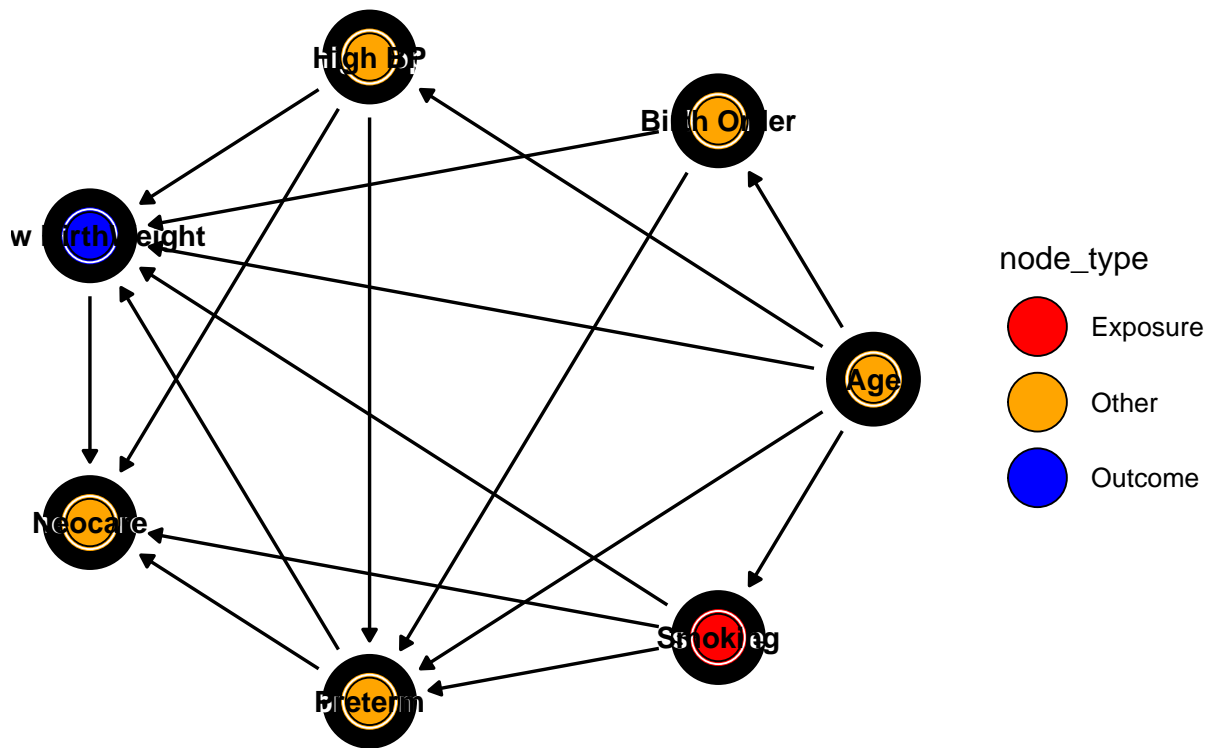 High BP
Birth Order
w BirthWeight
node_type
Exposure
Age
Other
Outcome
Neocare
Smoking
Preterm